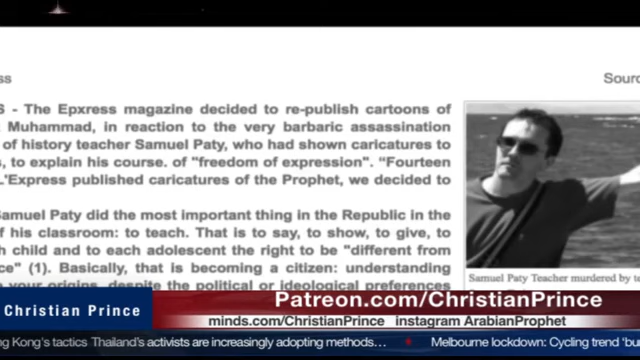 ss
Sour
S - The Epxress magazine decided to re-publish cartoons of
Muhammad, in reaction to the very barbaric assassination
of history teacher Samuel Paty, who had shown caricatures to
s, to explain his course. of "freedom of expression". “Fourteen
L'Express published caricatures of the Prophet, we decided to
Samuel Paty did the most important thing in the Republic in the
f his classroom: to teach. That is to say, to show, to give, to
h child and to each adolescent the right to be "different from
ce" (1). Basically, that is becoming a citizen: understanding
your origins, despite the political or ideological preferences
Samuel Paty Teacher murdered by te
Christian Prince
Patreon.com/ChristianPrince
minds.com/ChristianPrince instagram ArabianProphet
ng Kong's tactics Thailand's activists are increasingly adopting methods... Melbourne lockdown: Cycling trend 'bu